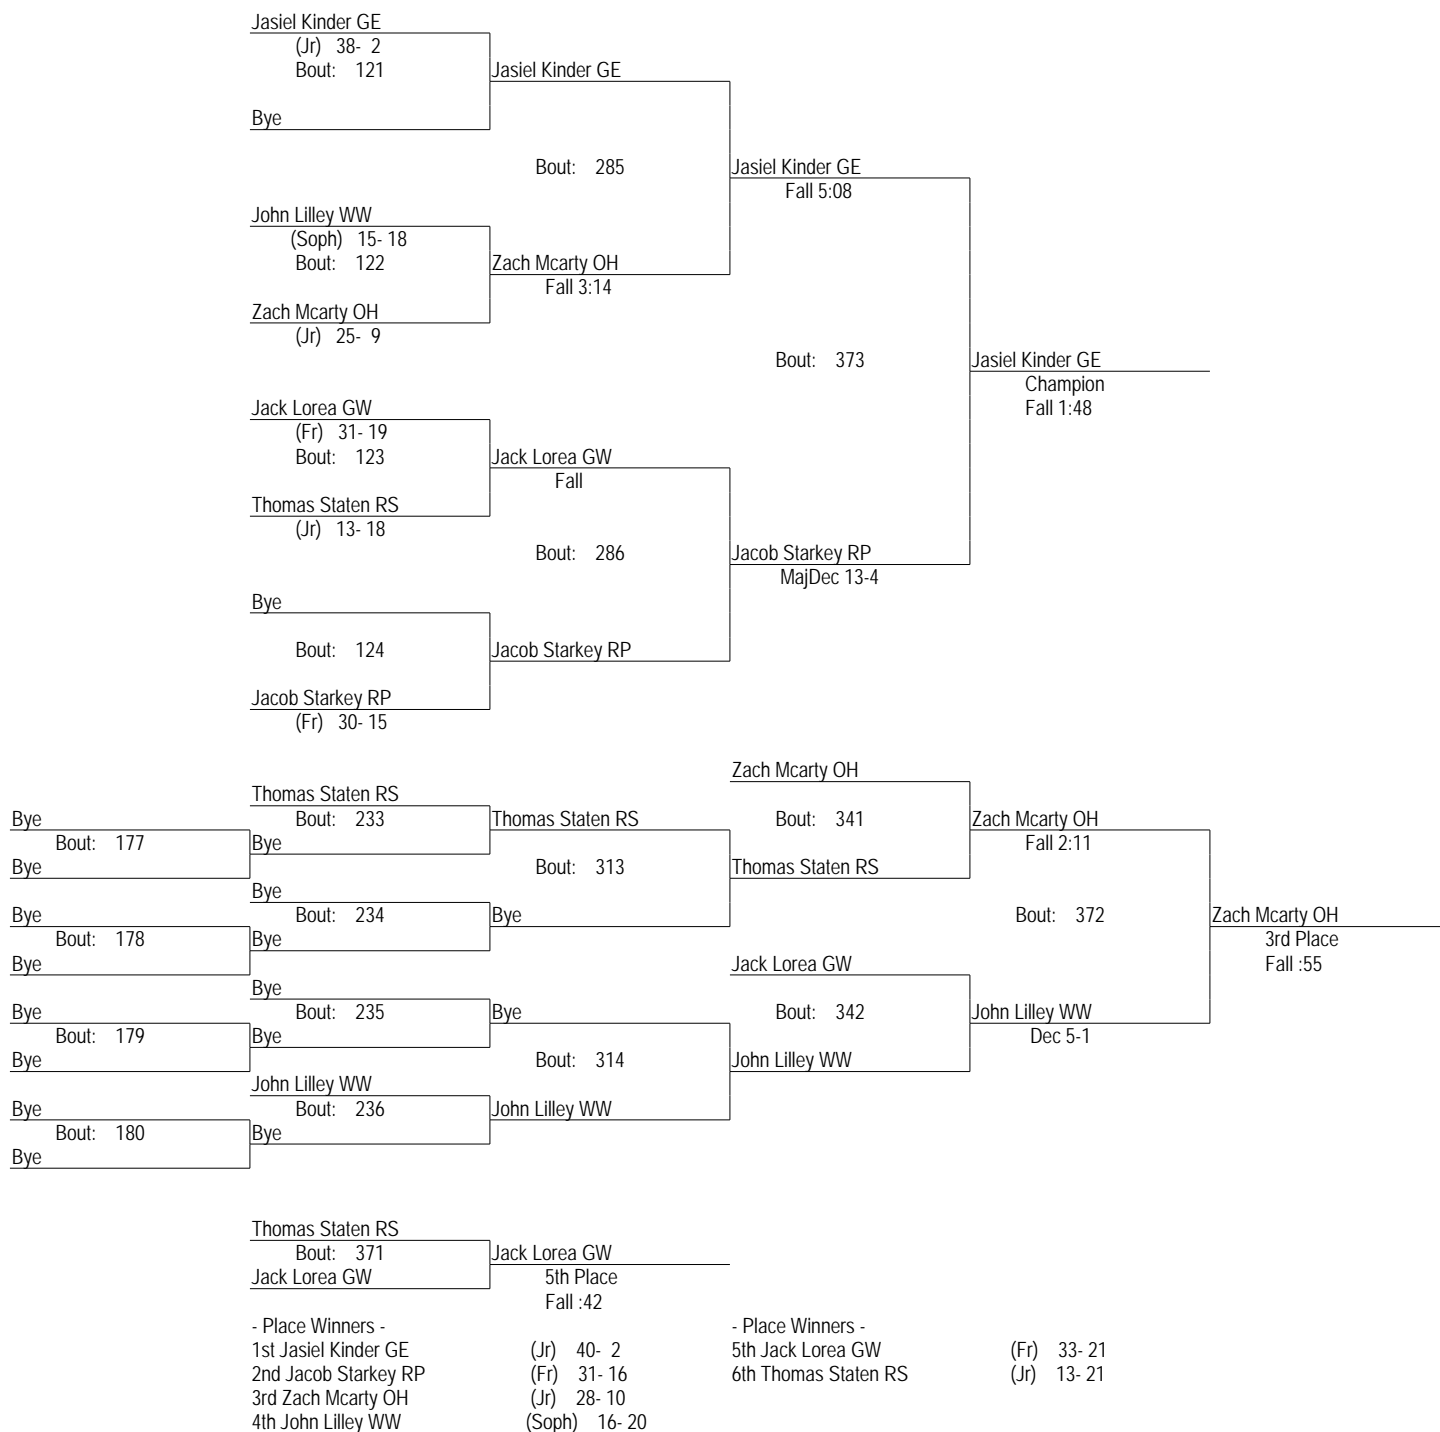 Jasiel Kinder GE
(Jr) 38- 2
Bout: 121
Jasiel Kinder GE
Bye
Bout: 285
Jasiel Kinder GE
Fall 5:08
John Lilley WW
(Soph) 15- 18
Bout: 122
Zach Mcarty OH
Fall 3:14
Zach Mcarty OH
(Jr) 25- 9
Bout: 373
Jasiel Kinder GE
Champion
Fall 1:48
Jack Lorea GW
(Fr) 31- 19
Bout: 123
Jack Lorea GW
Fall
Thomas Staten RS
(Jr) 13- 18
Bout: 286
Jacob Starkey RP
MajDec 13-4
Bye
Bout: 124
Jacob Starkey RP
Jacob Starkey RP
(Fr) 30- 15
Zach Mcarty OH
Thomas Staten RS
Bye
Bout: 233
Thomas Staten RS
Bout: 341
Zach Mcarty OH
Bout: 177
Bye
Fall 2:11
Bye
Bout: 313
Thomas Staten RS
Bye
Bye
Bout: 234
Bye
Bout: 372
Zach Mcarty OH
Bout: 178
Bye
3rd Place
Bye
Jack Lorea GW
Fall :55
Bye
Bye
Bout: 235
Bye
Bout: 342
John Lilley WW
Bout: 179
Bye
Dec 5-1
Bye
Bout: 314
John Lilley WW
John Lilley WW
Bye
Bout: 236
John Lilley WW
Bout: 180
Bye
Bye
Thomas Staten RS
Bout: 371
Jack Lorea GW
Jack Lorea GW
5th Place
Fall :42
- Place Winners -
- Place Winners -
1st Jasiel Kinder GE (Jr) 40- 2
5th Jack Lorea GW (Fr) 33- 21
2nd Jacob Starkey RP (Fr) 31- 16
6th Thomas Staten RS (Jr) 13- 21
3rd Zach Mcarty OH (Jr) 28- 10
4th John Lilley WW (Soph) 16- 20